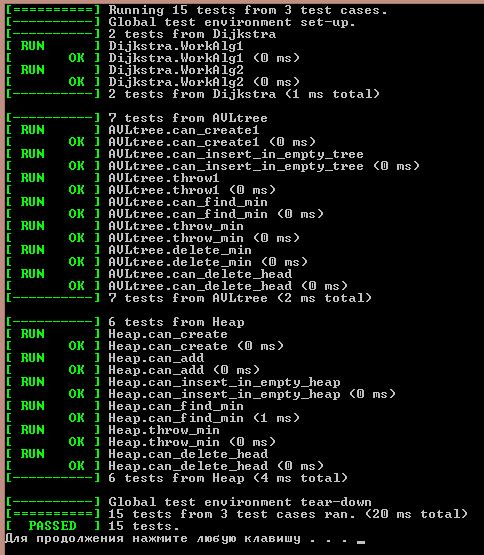 [==========] Running 15 tests from 3 test cases.
[----------] Global test environment set-up.
[----------] 2 tests from Dijkstra
[ RUN      ] Dijkstra.WorkAlg1
[       OK ] Dijkstra.WorkAlg1 (0 ms)
[ RUN      ] Dijkstra.WorkAlg2
[       OK ] Dijkstra.WorkAlg2 (0 ms)
[----------] 2 tests from Dijkstra (1 ms total)

[----------] 7 tests from AVLtree
[ RUN      ] AVLtree.can_create1
[       OK ] AVLtree.can_create1 (0 ms)
[ RUN      ] AVLtree.can_insert_in_empty_tree
[       OK ] AVLtree.can_insert_in_empty_tree (0 ms)
[ RUN      ] AVLtree.throw1
[       OK ] AVLtree.throw1 (0 ms)
[ RUN      ] AVLtree.can_find_min
[       OK ] AVLtree.can_find_min (0 ms)
[ RUN      ] AVLtree.throw_min
[       OK ] AVLtree.throw_min (0 ms)
[ RUN      ] AVLtree.delete_min
[       OK ] AVLtree.delete_min (0 ms)
[ RUN      ] AVLtree.can_delete_head
[       OK ] AVLtree.can_delete_head (0 ms)
[----------] 7 tests from AVLtree (2 ms total)

[----------] 6 tests from Heap
[ RUN      ] Heap.can_create
[       OK ] Heap.can_create (0 ms)
[ RUN      ] Heap.can_add
[       OK ] Heap.can_add (0 ms)
[ RUN      ] Heap.can_insert_in_empty_heap
[       OK ] Heap.can_insert_in_empty_heap (0 ms)
[ RUN      ] Heap.can_find_min
[       OK ] Heap.can_find_min (1 ms)
[ RUN      ] Heap.throw_min
[       OK ] Heap.throw_min (0 ms)
[ RUN      ] Heap.can_delete_head
[       OK ] Heap.can_delete_head (0 ms)
[----------] 6 tests from Heap (4 ms total)

[----------] Global test environment tear-down
[==========] 15 tests from 3 test cases ran. (20 ms total)
[  PASSED  ] 15 tests.
Для продолжения нажмите любую клавишу . . . _